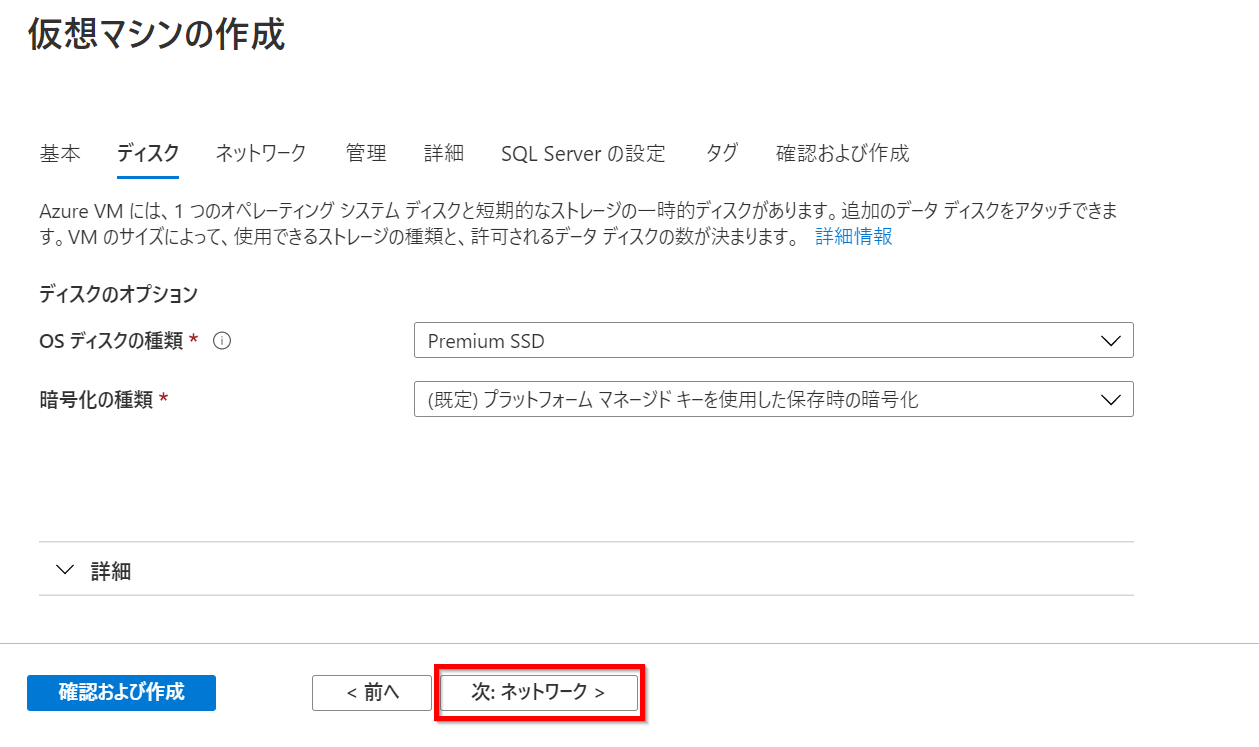 仮想マシンの作成
基本 ディスク ネットワーク 管理 詳細 SQL Server の設定 タグ 確認および作成
Azure VM には、1 つのオペレーティング システム ディスクと短期的なストレージの一時的ディスクがあります。追加のデータ ディスクをアタッチできま
す。VM のサイズによって、使用できるストレージの種類と、許可されるデータ ディスクの数が決まります。 詳細情報
ディスクのオプション
OS ディスクの種類 * Premium SSD
暗号化の種類 * (既定) プラットフォーム マネージド キーを使用した保存時の暗号化
詳細
確認および作成 < 前へ 次: ネットワーク >